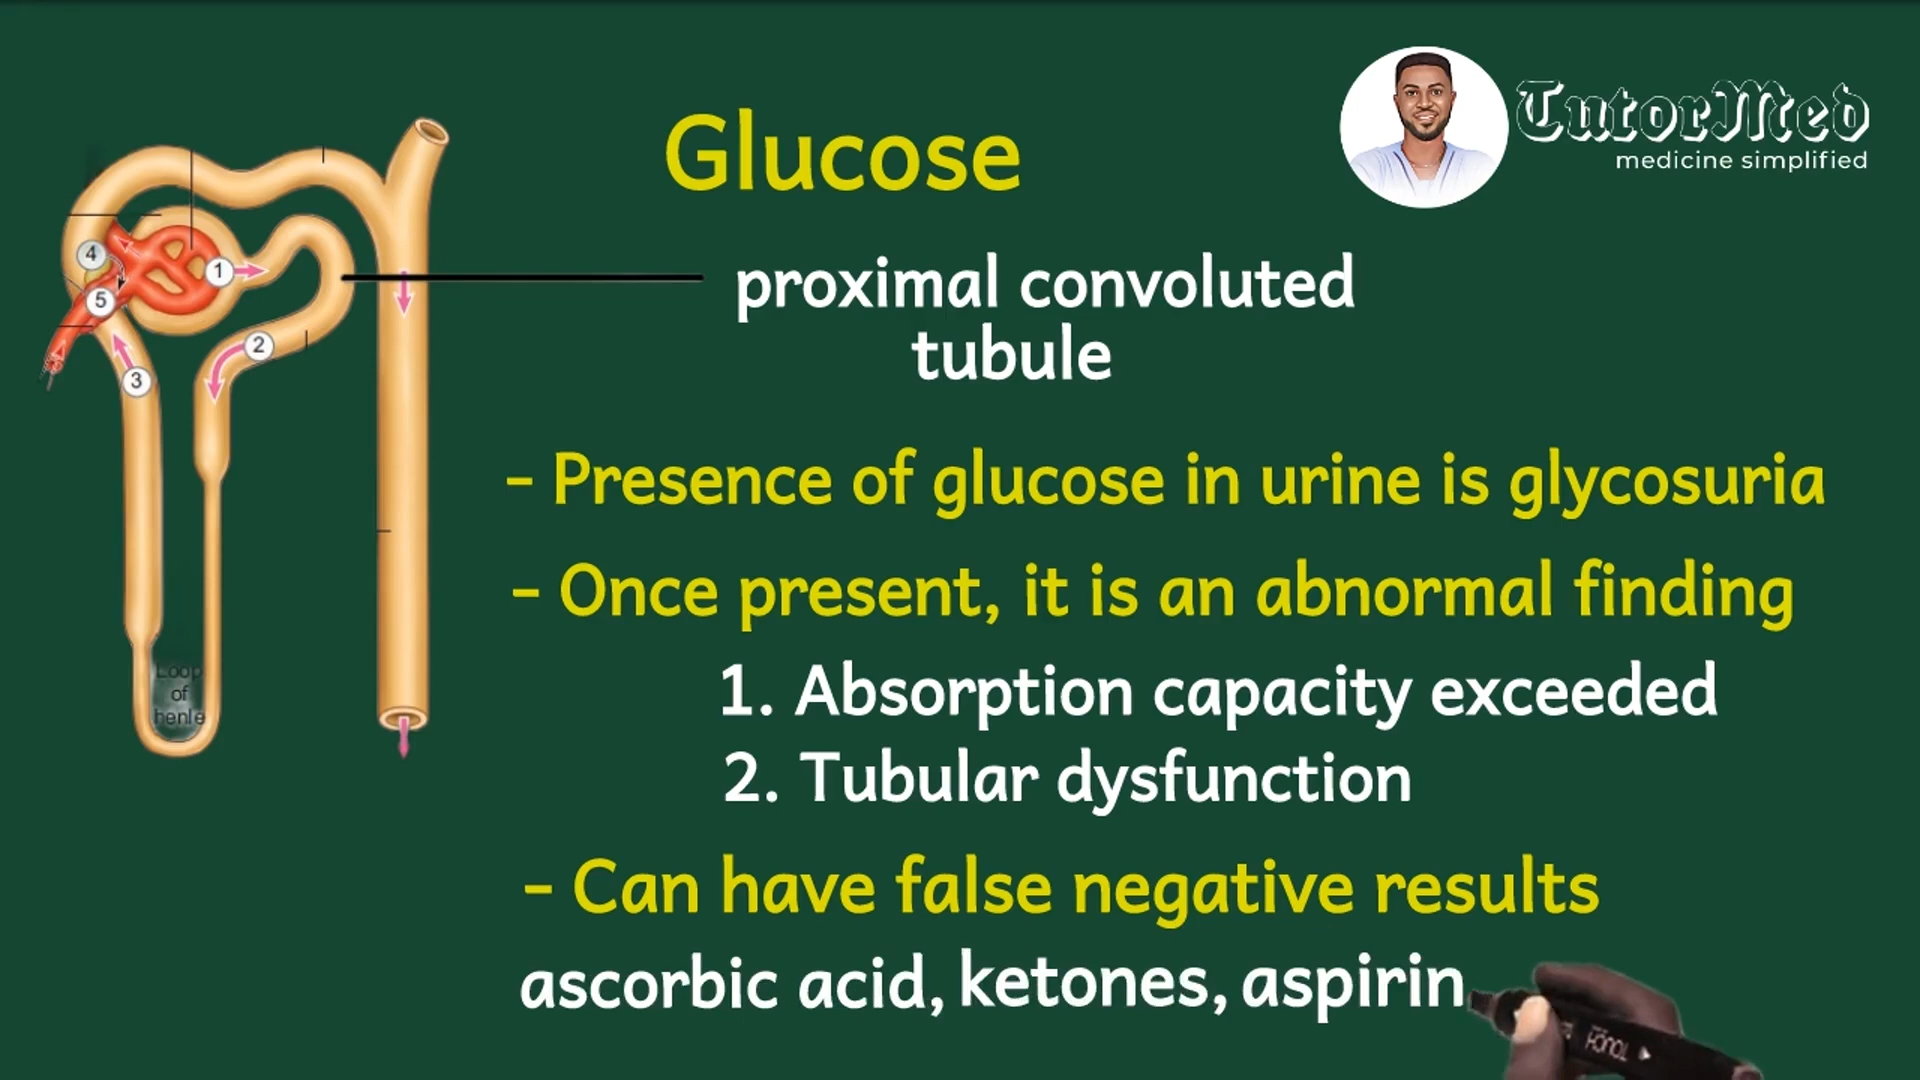 Glucose
TutorMed
medicine simplified
proximal convoluted
tubule
- Presence of glucose in urine is glycosuria
- Once present, it is an abnormal finding
1. Absorption capacity exceeded
2. Tubular dysfunction
- Can have false negative results
ascorbic acid, ketones, aspirin
4
1
5
2
3
Loop
of
henle